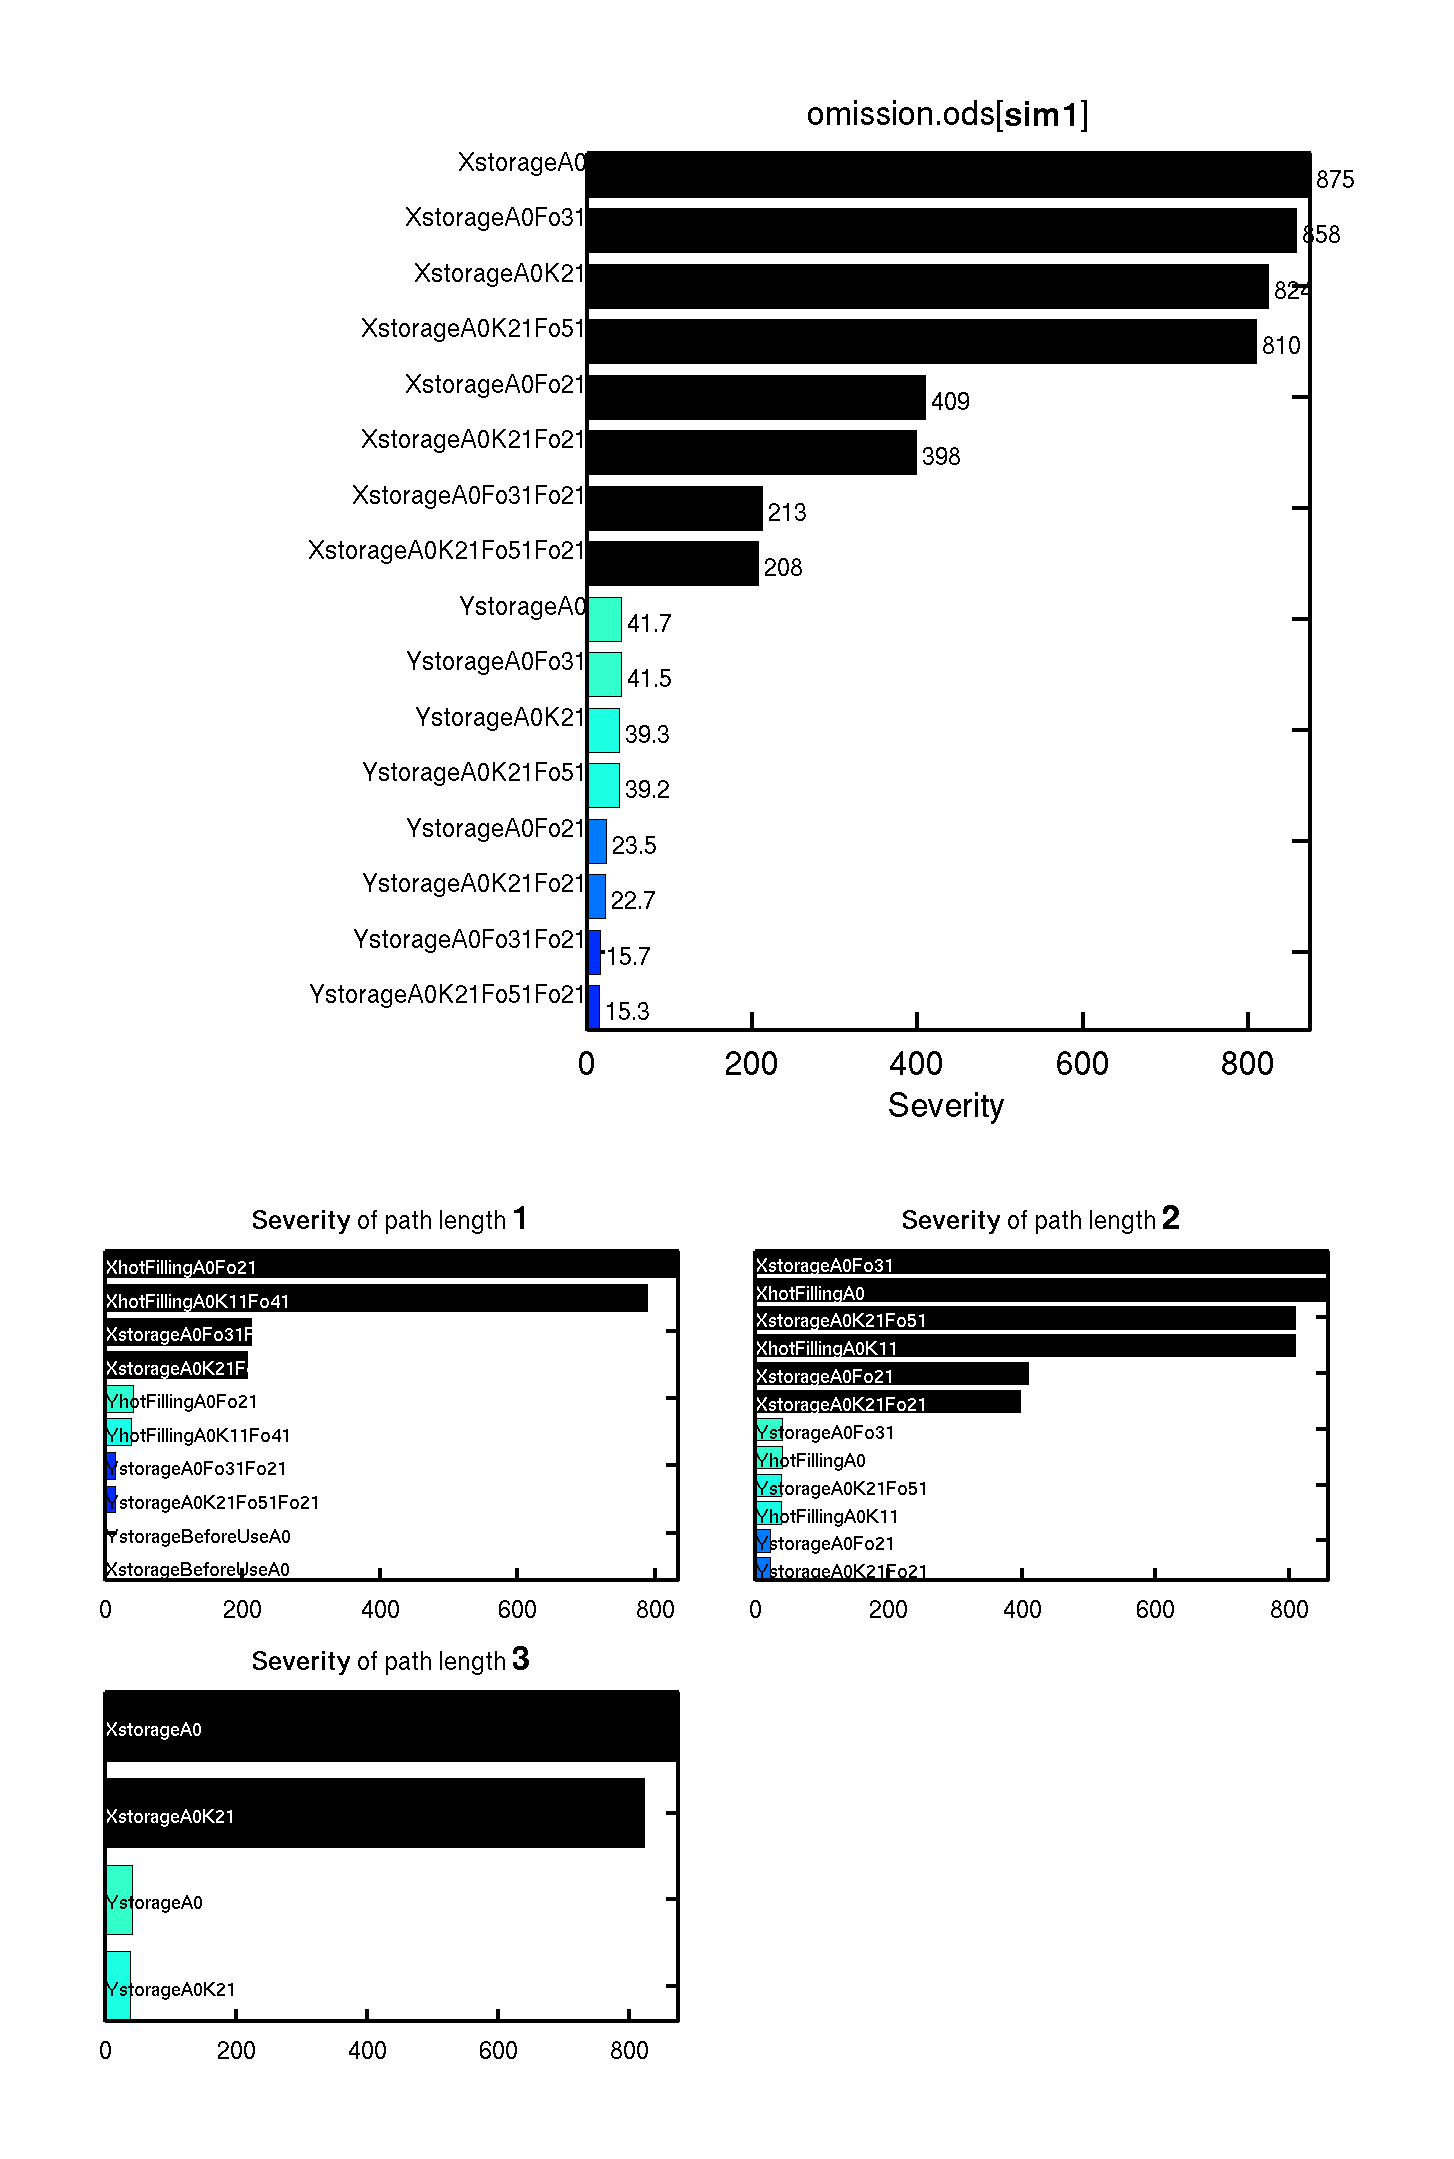 omission.ods[sim1]
XstorageA0 875
XstorageA0Fo31 858
XstorageA0K21 824
XstorageA0K21Fo51 810
XstorageA0Fo21 409
XstorageA0K21Fo21 398
XstorageA0Fo31Fo21 213
XstorageA0K21Fo51Fo21 208
YstorageA0 41.7
YstorageA0Fo31 41.5
YstorageA0K21 39.3
YstorageA0K21Fo51 39.2
YstorageA0Fo21 23.5
YstorageA0K21Fo21 22.7
YstorageA0Fo31Fo21 15.7
YstorageA0K21Fo51Fo21 15.3
0 200 400 600 800
Severity
Severity of path length 1
XhotFillingA0Fo21
XhotFillingA0K11Fo41
XstorageA0Fo31F
XstorageA0K21F
YhotFillingA0Fo21
YhotFillingA0K11Fo41
YstorageA0Fo31Fo21
YstorageA0K21Fo51Fo21
YstorageBeforeUseA0
XstorageBeforeUseA0
0 200 400 600 800
Severity of path length 2
XstorageA0Fo31
XhotFillingA0
XstorageA0K21Fo51
XhotFillingA0K11
XstorageA0Fo21
XstorageA0K21Fo21
YstorageA0Fo31
YhotFillingA0
YstorageA0K21Fo51
YhotFillingA0K11
YstorageA0Fo21
YstorageA0K21Fo21
0 200 400 600 800
Severity of path length 3
XstorageA0
XstorageA0K21
YstorageA0
YstorageA0K21
0 200 400 600 800